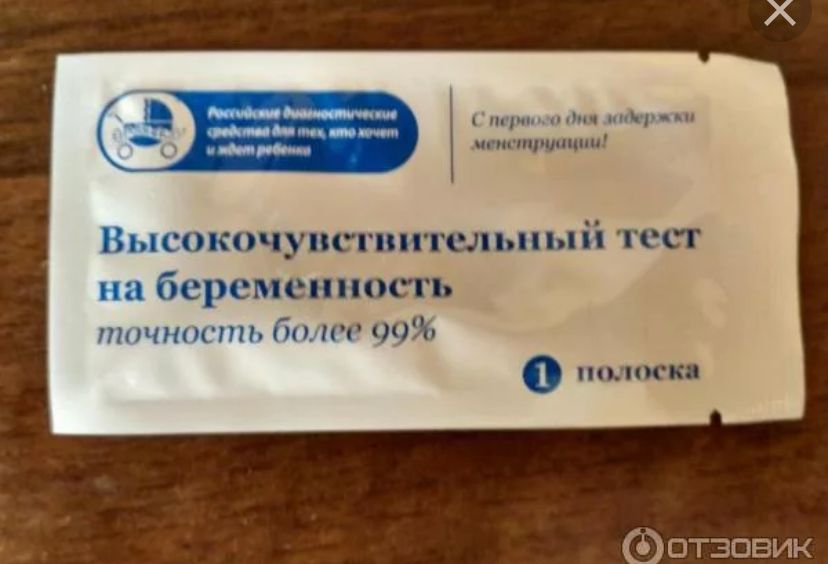 Российские диагностические
средства для тех, кто хочет
и ждет ребенка
С первого дня задержки
менструации!
Высокочувствительный тест
на беременность
точность более 99%
1 полоска
ОТЗОВИК